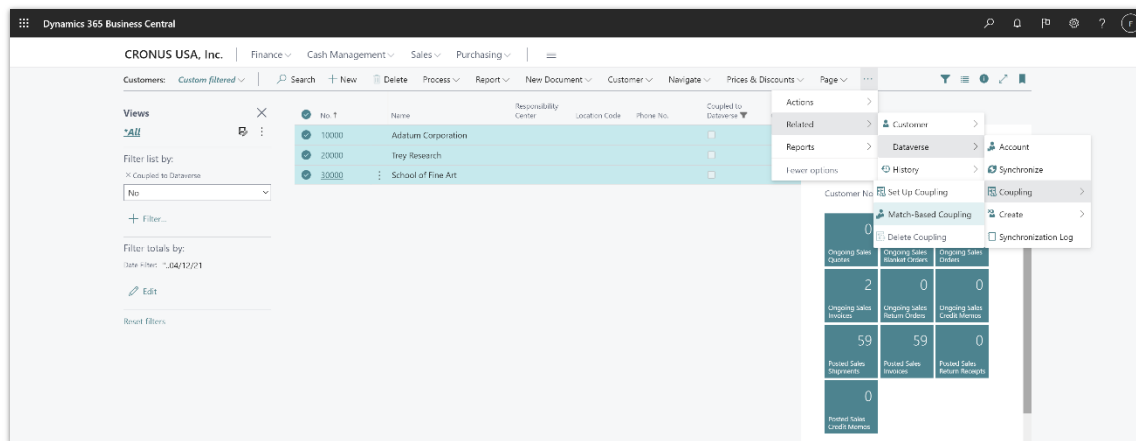 Dynamics 365 Business Central
?
F
CRONUS USA, Inc.
Finance
Cash Management
Sales
Purchasing
Customers:
Custom filtered
Search
New
Delete
Process
Report
New Document
Customer
Navigate
Prices & Discounts
Page
...
Views
*All
Filter list by:
× Coupled to Dataverse
No
+ Filter...
Filter totals by:
Date Filter: ''..04/12/21
Edit
Reset filters
No. ↑
Name
Responsibility Center
Location Code
Phone No.
Coupled to Dataverse
10000
Adatum Corporation
20000
Trey Research
30000
School of Fine Art
Actions
Related
Reports
Fewer options
Customer
Dataverse
History
Set Up Coupling
Match-Based Coupling
Delete Coupling
Account
Synchronize
Coupling
Create
Synchronization Log
Customer No
0
Ongoing Sales Quotes
Ongoing Sales Blanket Orders
Ongoing Sales Orders
2
Ongoing Sales Invoices
0
Ongoing Sales Return Orders
0
Ongoing Sales Credit Memos
59
Posted Sales Shipments
59
Posted Sales Invoices
0
Posted Sales Return Receipts
0
Posted Sales Credit Memos